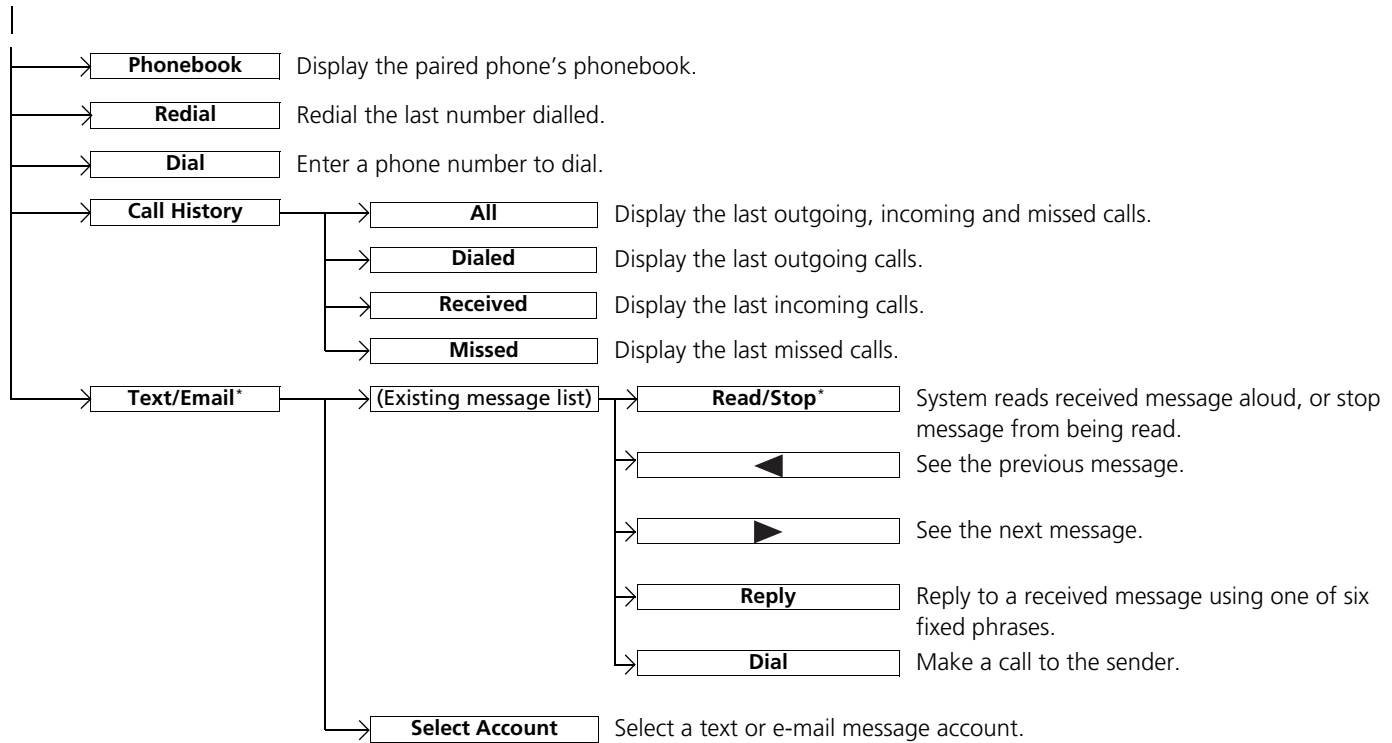 Phonebook Display the paired phone's phonebook.
Redial Redial the last number dialled.
Dial Enter a phone number to dial.
Call History All Display the last outgoing, incoming and missed calls.
Dialed Display the last outgoing calls.
Received Display the last incoming calls.
Missed Display the last missed calls.
Text/Email* (Existing message list) Read/Stop* System reads received message aloud, or stop
message from being read.
See the previous message.
See the next message.
Reply Reply to a received message using one of six
fixed phrases.
Dial Make a call to the sender.
Select Account Select a text or e-mail message account.